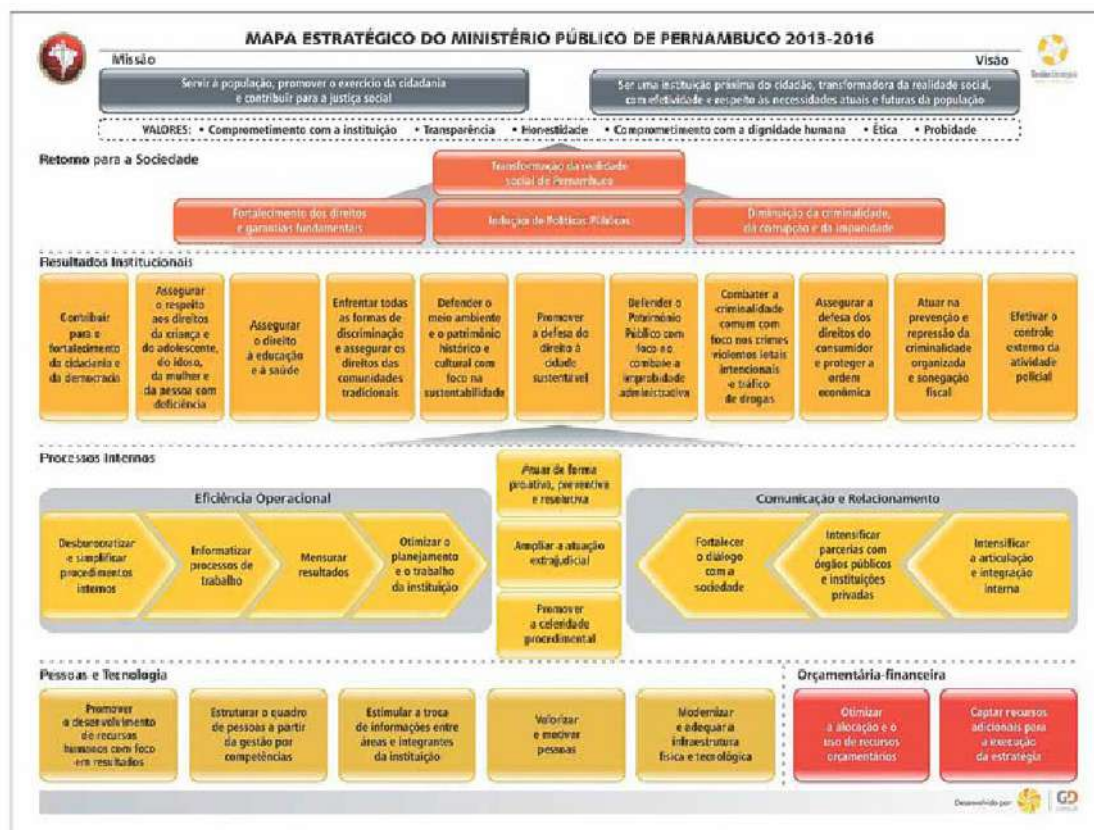 MAPA ESTRATÉGICO DO MINISTÉRIO PÚBLICO DE PERNAMBUCO 2013-2016
Missão
Visão
Servir à população, promover o exercício da cidadania
e contribuir para a justiça social
Ser uma instituição próxima do cidadão, transformadora da realidade social,
com efetividade e respeito às necessidades atuais e futuras da população
VALORES: • Comprometimento com a instituição • Transparência • Honestidade • Comprometimento com a dignidade humana • Ética • Probidade
Retorno para a Sociedade
Transformação da realidade
social de Pernambuco
Fortalecimento dos direitos
e garantias fundamentais
Indução de Políticas Públicas
Diminuição da criminalidade,
da corrupção e da impunidade
Resultados Institucionais
Contribuir
para o
fortalecimento
da cidadania e
da democracia
Assegurar
o respeito
aos direitos da
criança e
do adolescente,
do idoso,
da mulher e
da pessoa com
deficiência
Assegurar
o direito
à educação
e à saúde
Enfrentar todas
as formas de
discriminação
e assegurar os
direitos das
comunidades
tradicionais
Defender o
meio ambiente
e o patrimônio
histórico e
cultural com
foco na
sustentabilidade
Promover
a defesa do
direito à
cidade
sustentável
Defender o
Patrimônio
Público com
foco no
combate a
improbidade
administrativa
Combater a
criminalidade
comum com
foco nos crimes
violentos letais
intencionais
e tráfico
de drogas
Assegurar a
defesa dos
direitos do
consumidor
e proteger a
ordem
econômica
Atuar na
prevenção e
repressão da
criminalidade
organizada
e sonegação
fiscal
Efetivar o
controle
externo da
atividade
policial
Processos Internos
Eficiência Operacional
Desburocratizar
e simplificar
procedimentos
internos
Informatizar
processos de
trabalho
Mensurar
resultados
Otimizar o
planejamento
e o trabalho
da instituição
Atuar de forma
proativa, preventiva
e resolutiva
Ampliar a atuação
extrajudicial
Promover
a celeridade
procedimental
Comunicação e Relacionamento
Fortalecer
o diálogo
com a
sociedade
Intensificar
parcerias com
órgãos públicos
e instituições
privadas
Intensificar
a articulação
e integração
interna
Pessoas e Tecnologia
Promover
o desenvolvimento
de recursos
humanos com foco
em resultados
Estruturar o quadro
de pessoas a partir
da gestão por
competências
Estimular a troca
de informações entre
áreas e integrantes
da instituição
Valorizar
e motivar
pessoas
Modernizar
e adequar a
infraestrutura
física e tecnológica
Orçamentária-financeira
Otimizar
a alocação e o
uso de recursos
orçamentários
Captar recursos
adicionais para
a execução
da estratégia
Desenvolvido por